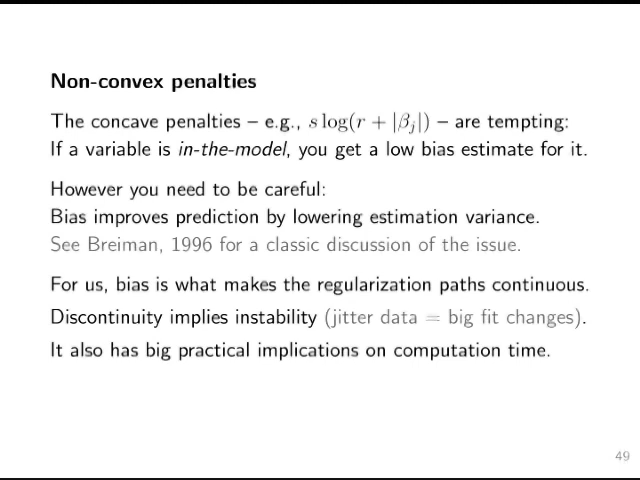 Non-convex penalties
The concave penalties – e.g., s log(r + |βj|) – are tempting:
If a variable is in-the-model, you get a low bias estimate for it.
However you need to be careful:
Bias improves prediction by lowering estimation variance.
See Breiman, 1996 for a classic discussion of the issue.
For us, bias is what makes the regularization paths continuous.
Discontinuity implies instability (jitter data = big fit changes).
It also has big practical implications on computation time.
49